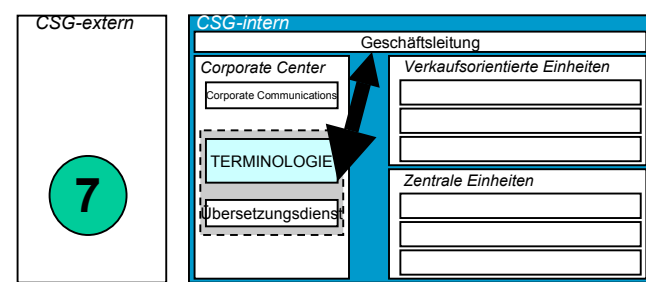 CSG-extern
7
CSG-intern
Geschäftsleitung
Corporate Center
Corporate Communications
TERMINOLOGIE
Übersetzungsdienst
Verkaufsorientierte Einheiten
Zentrale Einheiten